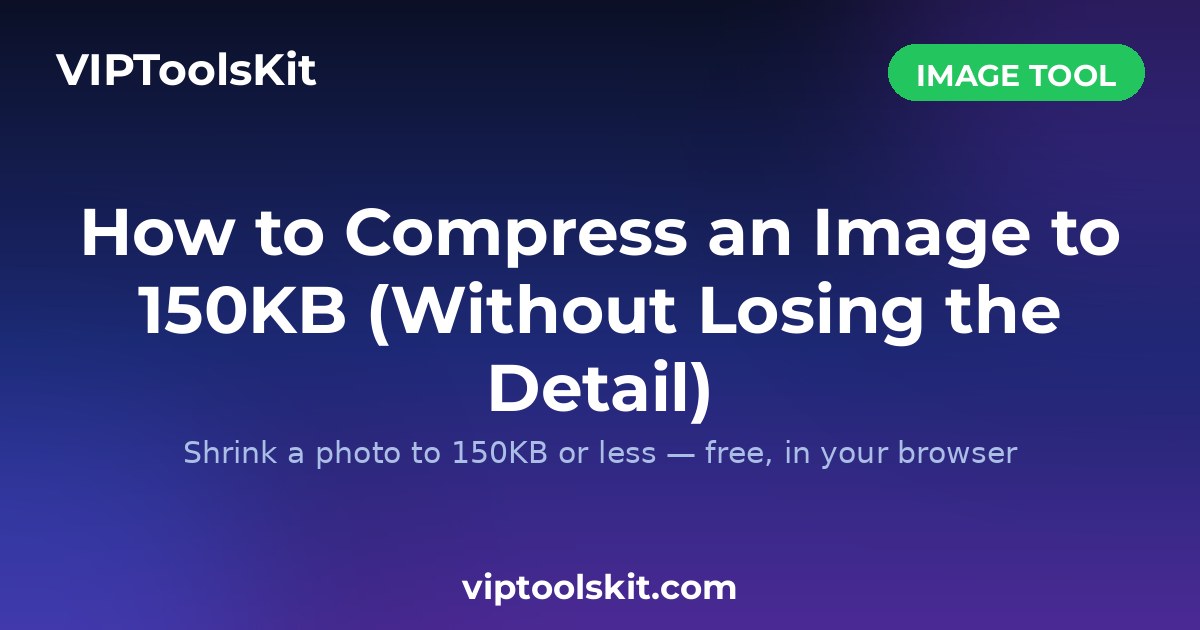 VIPToolsKit
IMAGE TOOL
How to Compress an Image to
150KB (Without Losing the
Detail)
Shrink a photo to 150KB or less — free, in your browser
viptoolskit.com